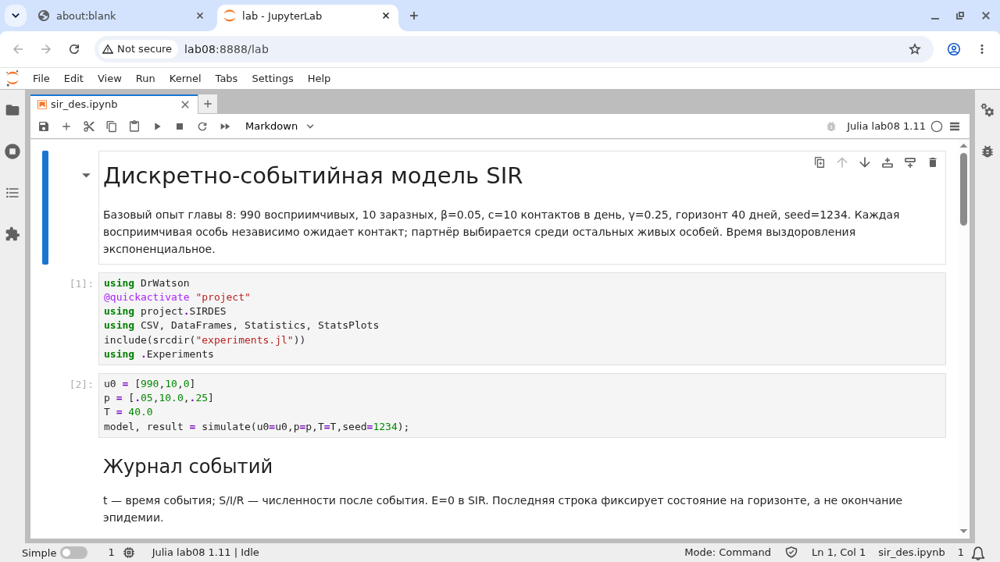 about:blank
lab - JupyterLab
Not secure
lab08:8888/lab
File Edit View Run Kernel Tabs Settings Help
sir_des.ipynb
Markdown
Julia lab08 1.11
Дискретно-событийная модель SIR
Базовый опыт главы 8: 990 восприимчивых, 10 заразных, β=0.05, c=10 контактов в день, γ=0.25, горизонт 40 дней, seed=1234. Каждая
восприимчивая особь независимо ожидает контакт; партнёр выбирается среди остальных живых особей. Время выздоровления
экспоненциальное.
[1]:
using DrWatson
@quickactivate "project"
using project.SIRDES
using CSV, DataFrames, Statistics, StatsPlots
include(srcdir("experiments.jl"))
using .Experiments
[2]:
u0 = [990,10,0]
p = [.05,10.0,.25]
T = 40.0
model, result = simulate(u0=u0,p=p,T=T,seed=1234);
Журнал событий
t — время события; S/I/R — численности после события. E=0 в SIR. Последняя строка фиксирует состояние на горизонте, а не окончание
эпидемии.
Simple 1 Julia lab08 1.11 | Idle Mode: Command Ln 1, Col 1 sir_des.ipynb 1